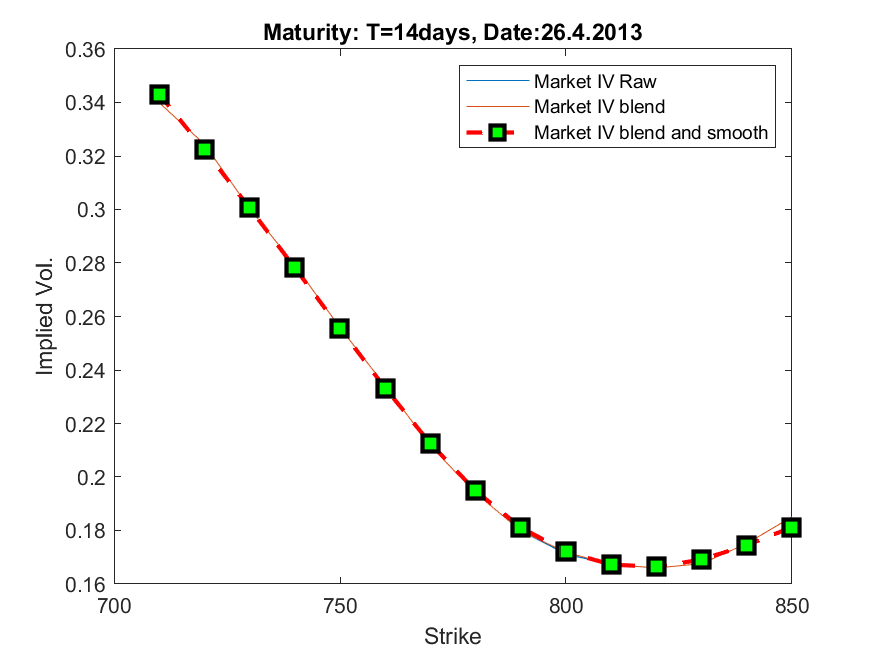 Maturity: T=14days, Date:26.4.2013
0.36
0.34
0.32
0.3
0.28
0.26
0.24
0.22
0.2
0.18
0.16
Implied Vol.
Market IV Raw
Market IV blend
Market IV blend and smooth
700 750 800 850
Strike